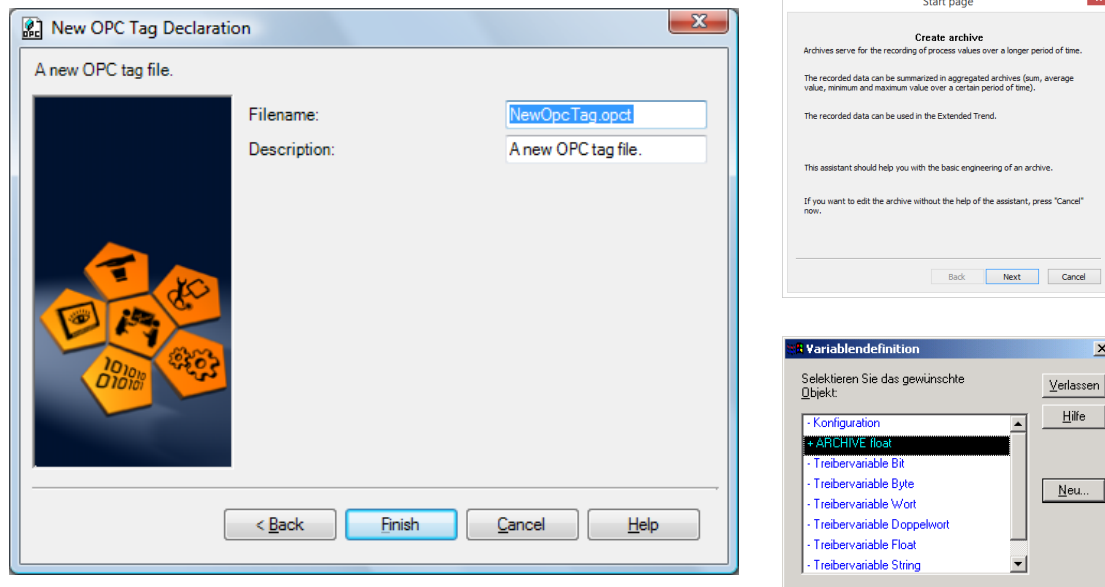 New OPC Tag Declaration
A new OPC tag file.
Filename:
NewOpcTag.opct
Description:
A new OPC tag file.
OPC
101010
010101
< Back
Finish
Cancel
Help
Start page
Create archive
Archives serve for the recording of process values over a longer period of time.
The recorded data can be summarized in aggregated archives (sum, average
value, minimum and maximum value over a certain period of time).
The recorded data can be used in the Extended Trend.
This assistant should help you with the basic engineering of an archive.
If you want to edit the archive without the help of the assistant, press "Cancel"
now.
Back
Next
Cancel
Variablendefinition
Selektieren Sie das gewünschte
Objekt:
Verlassen
Hilfe
Neu...
- Konfiguration
+ ARCHIVE float
- Treibervariable Bit
- Treibervariable Byte
- Treibervariable Wort
- Treibervariable Doppelwort
- Treibervariable Float
- Treibervariable String